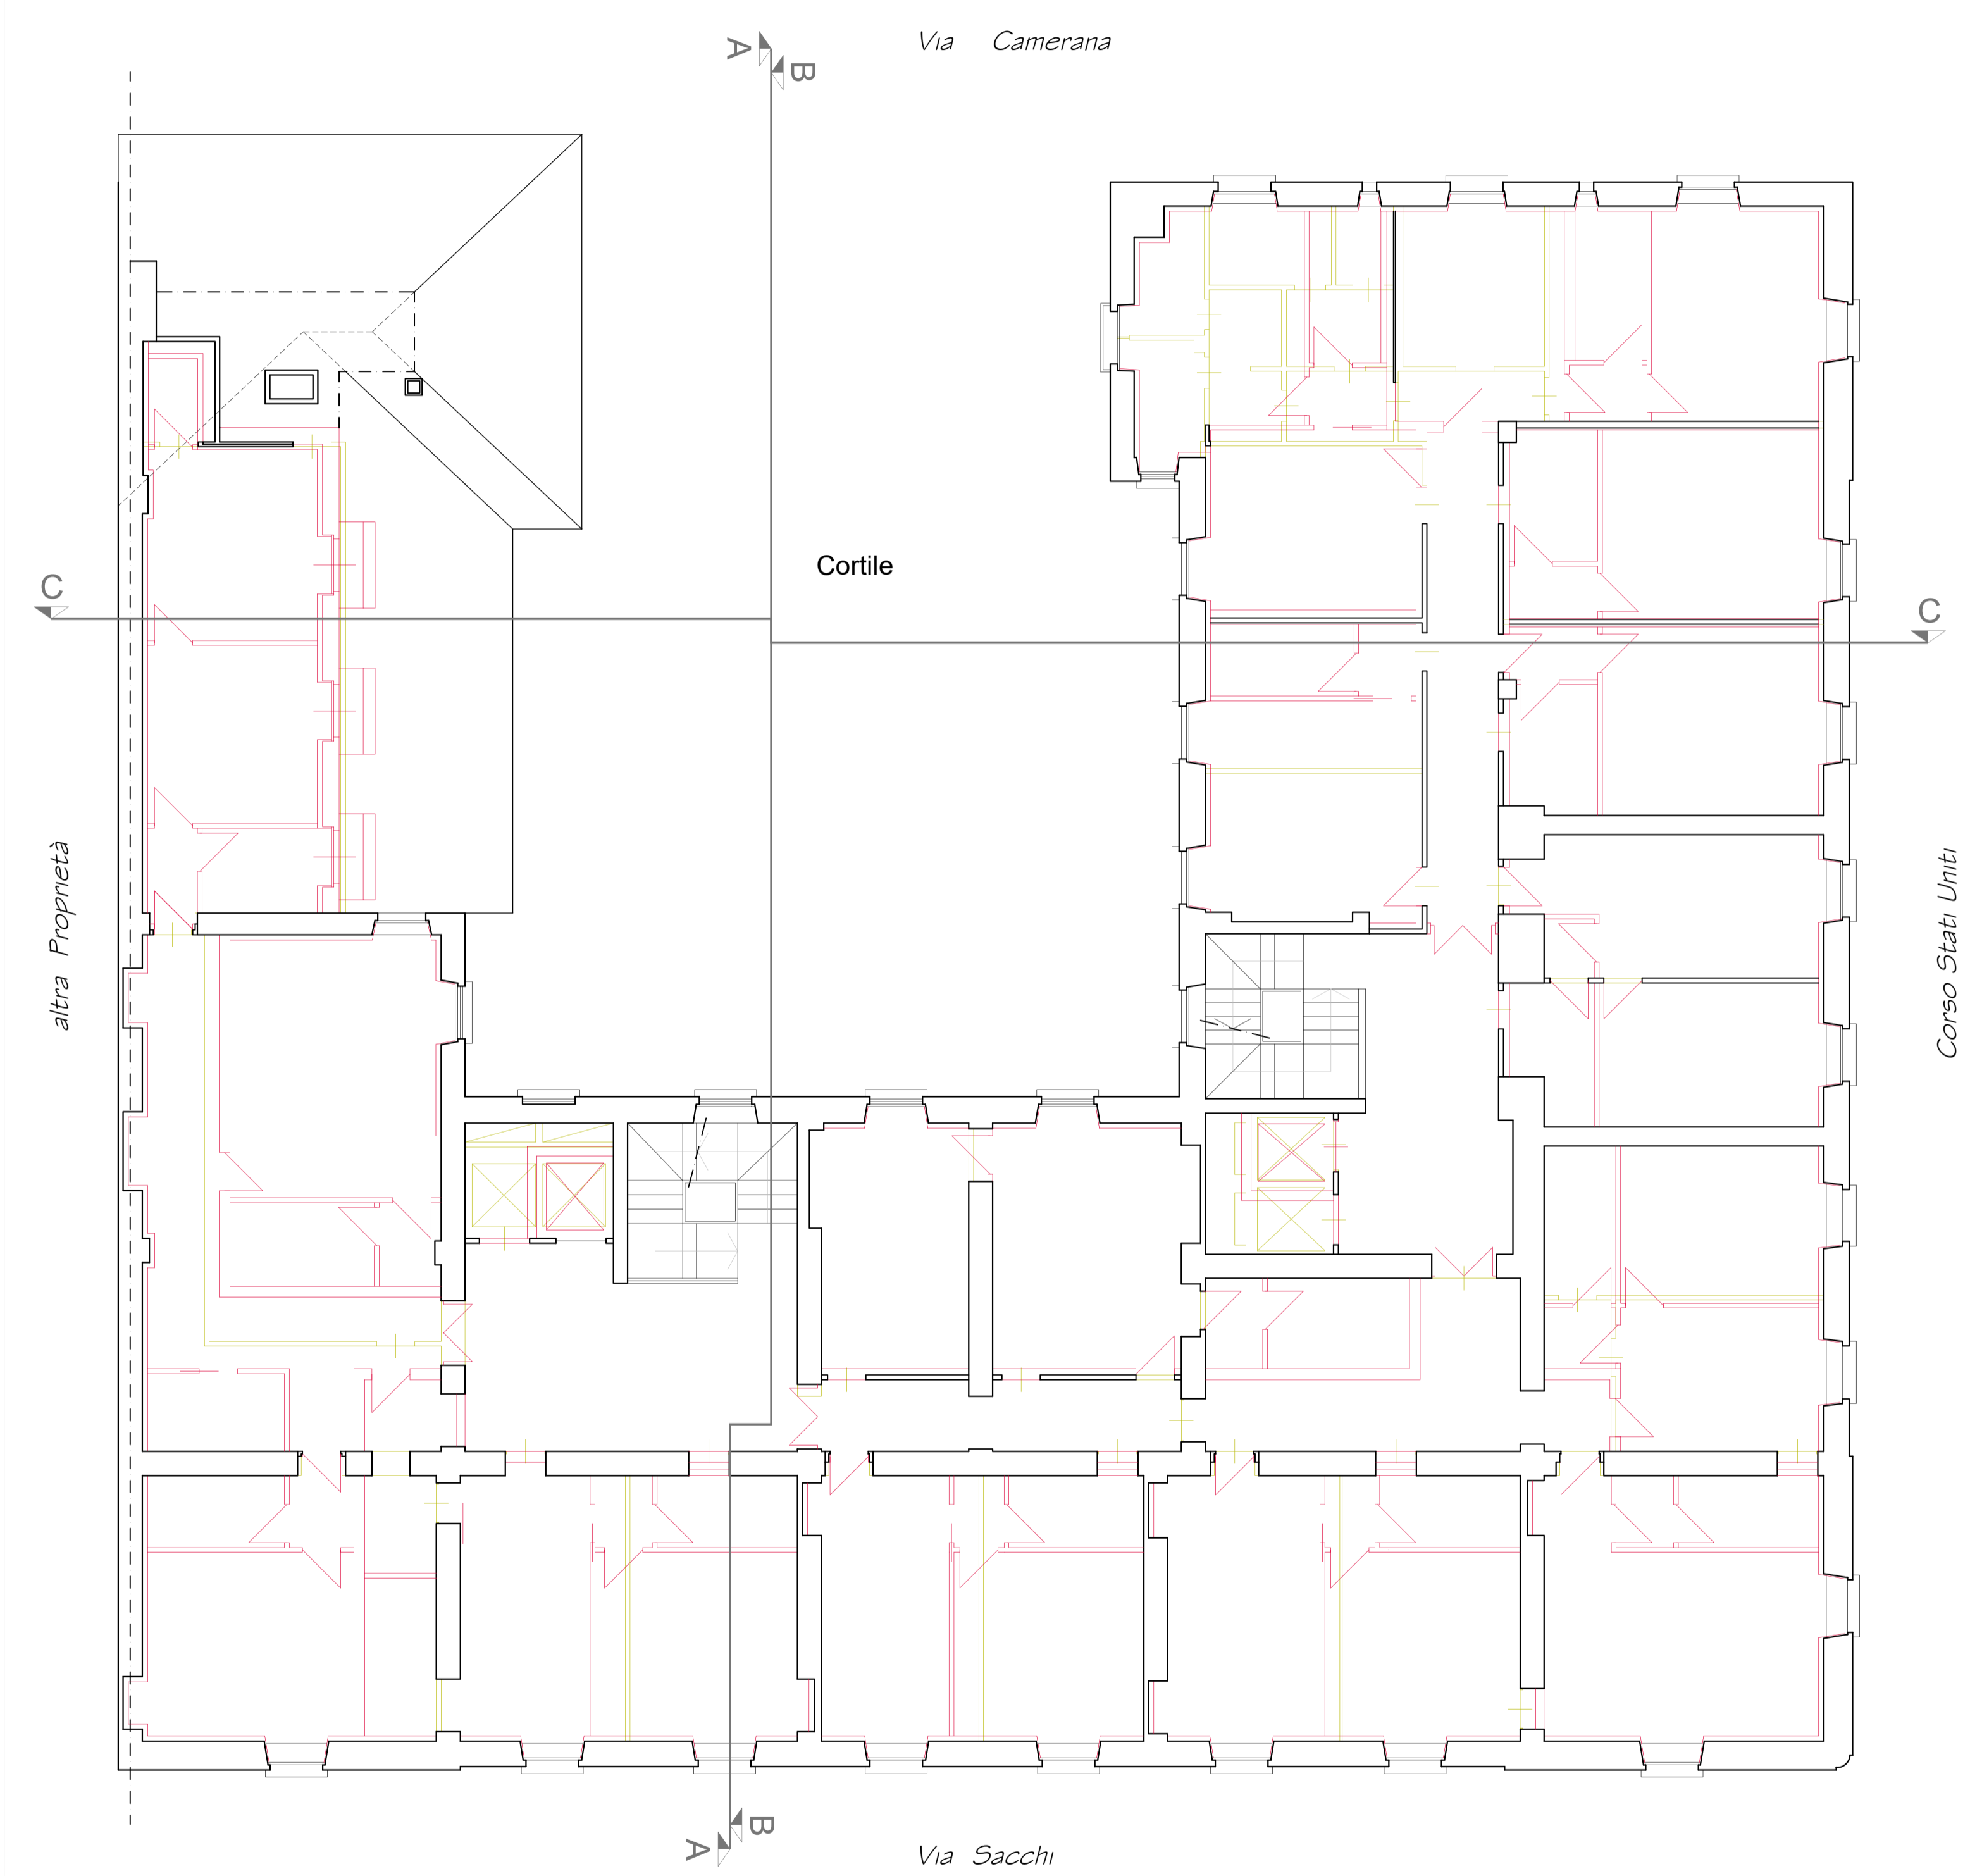 Via Camerana
A
B
Cortile
C
C
altra Proprietà
Corso Stati Uniti
B
A
Via Sacchi